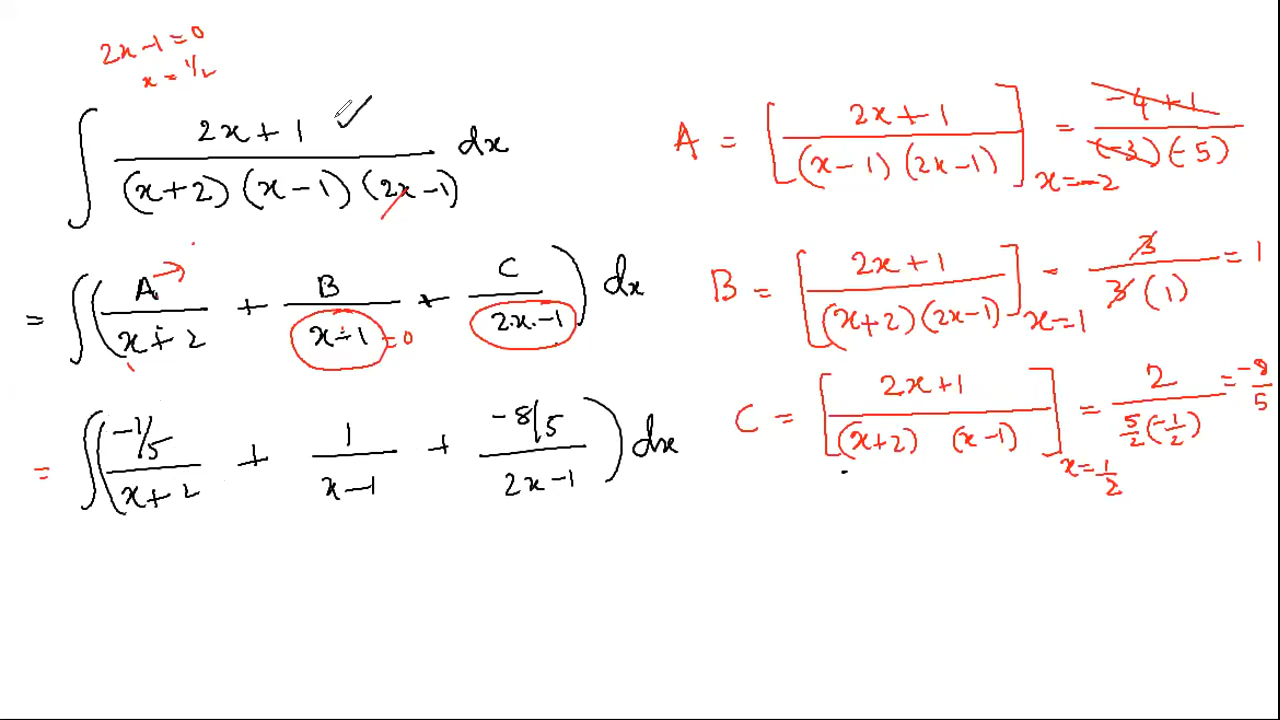 2x-1=0
x = 1/2
∫ (2x+1) / ((x+2)(x-1)(2x-1)) dx
= ∫ ( A/(x+2) + B/(x-1) + C/(2x-1) ) dx
=0
= ∫ ( (-1/5)/(x+2) + 1/(x-1) + (-8/5)/(2x-1) ) dx
A = [ (2x+1) / ((x-1)(2x-1)) ] x=-2 = (-4+1) / ((-3)(-5))
B = [ (2x+1) / ((x+2)(2x-1)) ] x=1 - 3 / (3(1)) = 1
C = [ (2x+1) / ((x+2)(x-1)) ] x=1/2 = 2 / (5/2(-1/2)) = -8/5